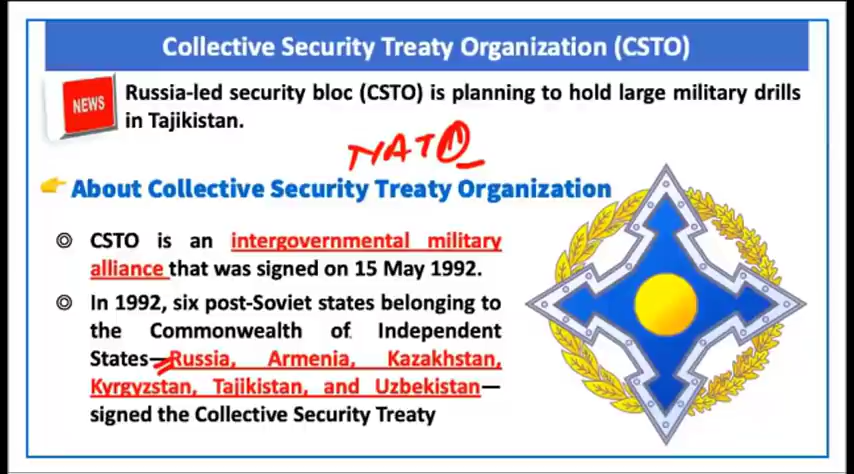 Collective Security Treaty Organization (CSTO)
NEWS
Russia-led security bloc (CSTO) is planning to hold large military drills
in Tajikistan.
NATO
About Collective Security Treaty Organization
CSTO is an intergovernmental military
alliance that was signed on 15 May 1992.
In 1992, six post-Soviet states belonging to
the Commonwealth of Independent
States—Russia, Armenia, Kazakhstan,
Kyrgyzstan, Tajikistan, and Uzbekistan—
signed the Collective Security Treaty